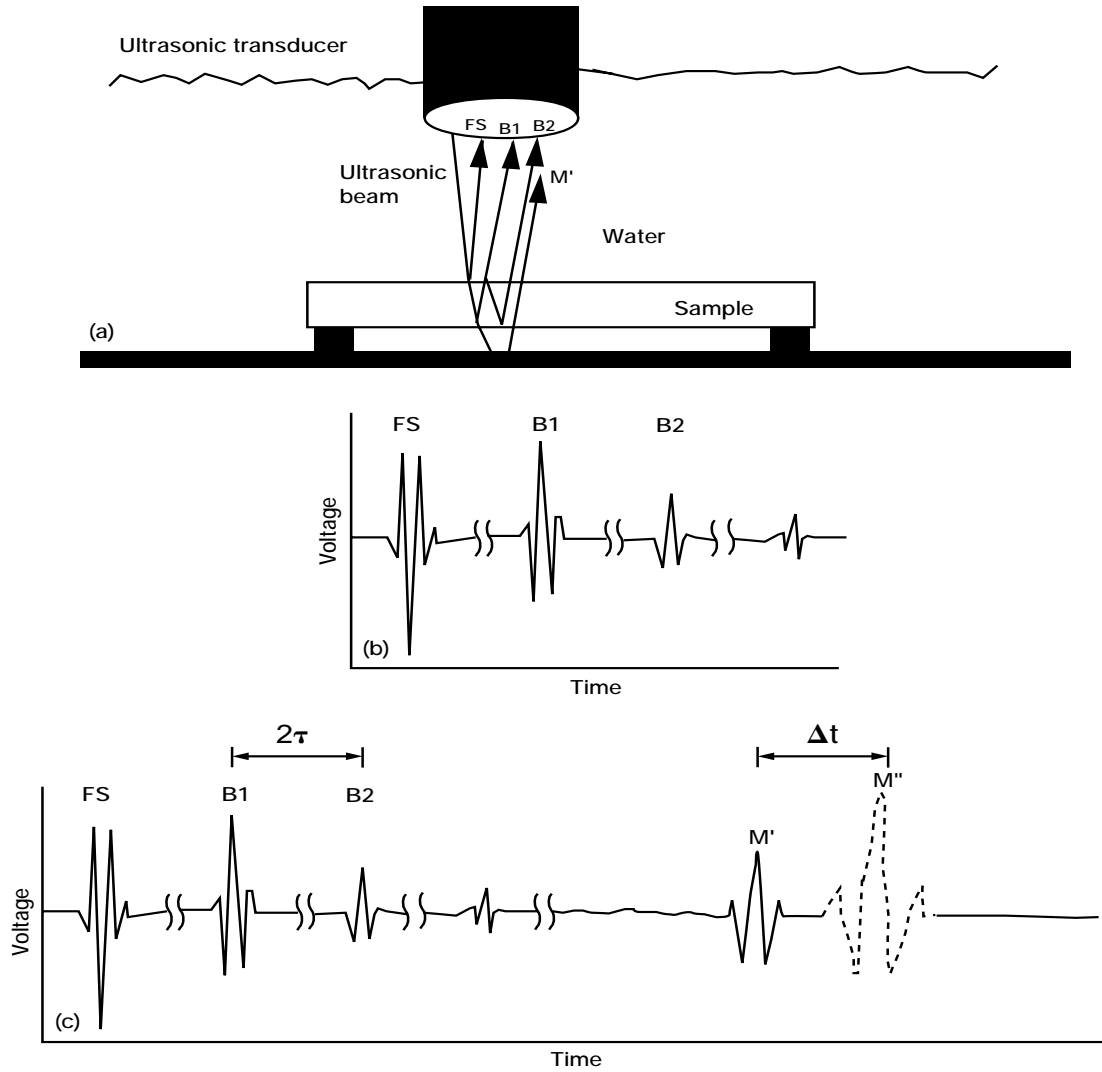 Ultrasonic transducer
FS B1 B2
Ultrasonic
beam
M'
Water
Sample
(a)
FS B1 B2
Voltage
(b)
Time
2τ Δt
FS B1 B2 M' M"
Voltage
(c)
Time